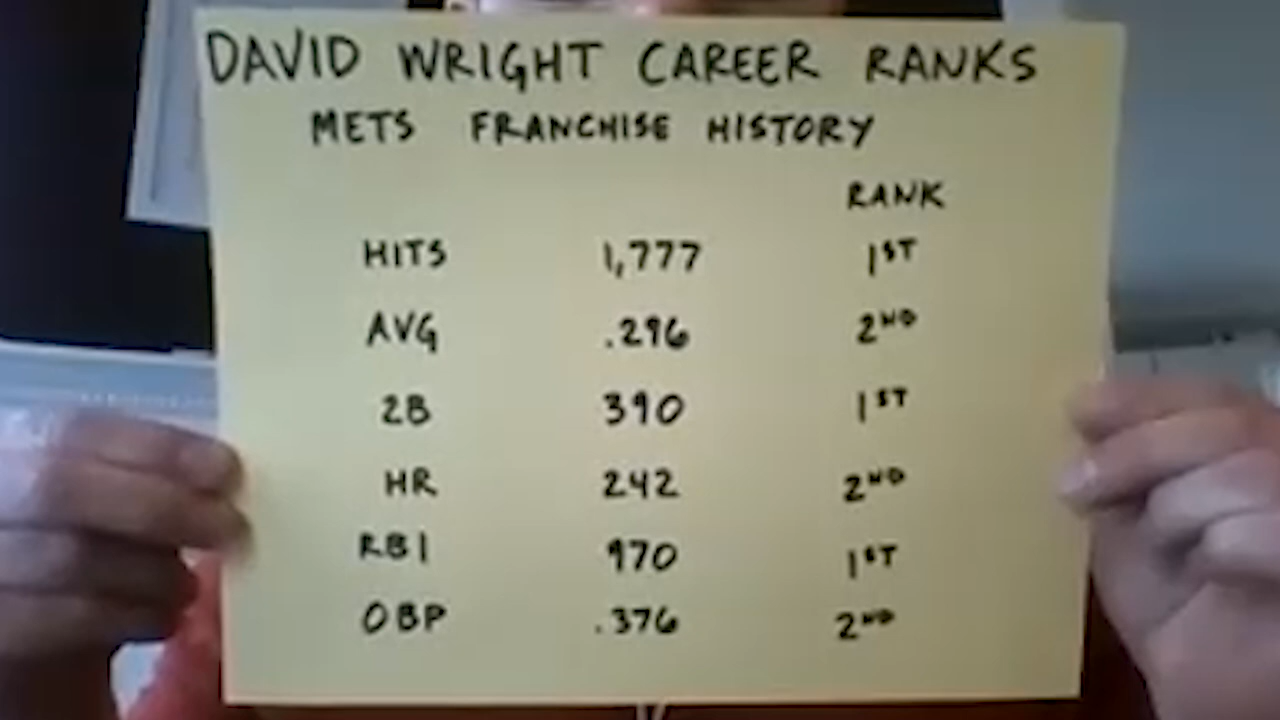 DAVID WRIGHT CAREER RANKS
METS FRANCHISE HISTORY
RANK
HITS 1,777 1ST
AVG .296 2ND
2B 390 1ST
HR 242 2ND
RBI 970 1ST
OBP .376 2ND